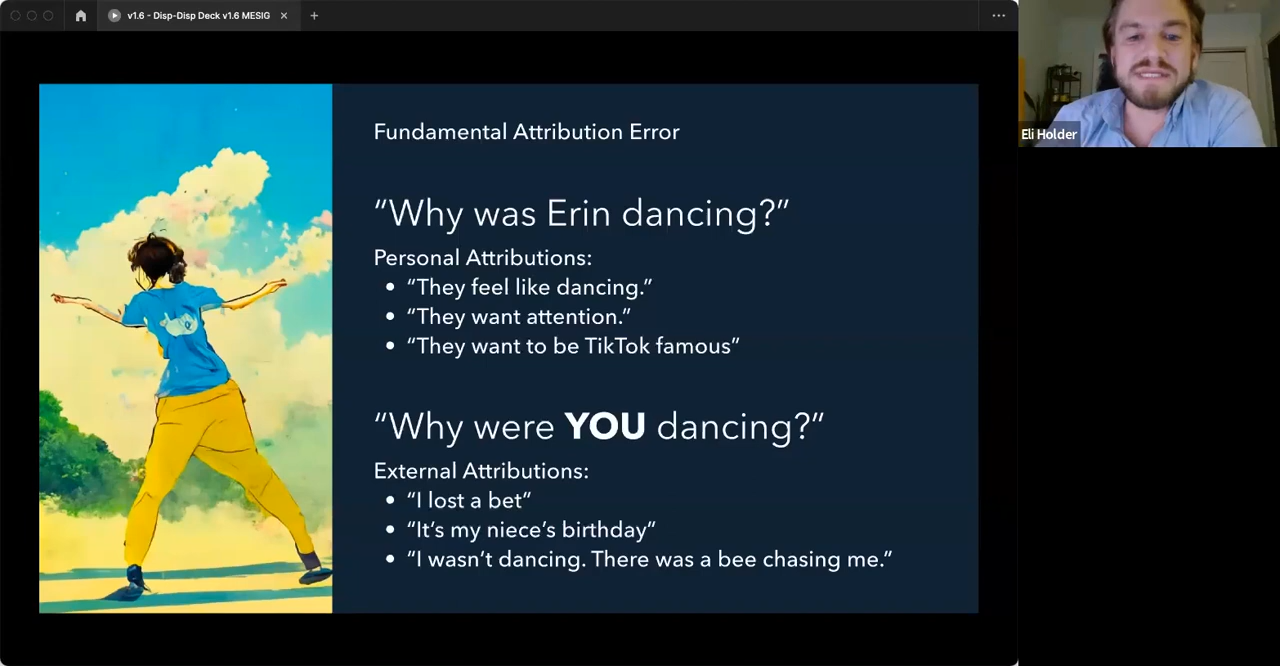 v1.6 - Disp-Disp Deck v1.6 MESIG
Fundamental Attribution Error
“Why was Erin dancing?”
Personal Attributions:
• “They feel like dancing.”
• “They want attention.”
• “They want to be TikTok famous”
“Why were YOU dancing?”
External Attributions:
• “I lost a bet”
• “It’s my niece’s birthday”
• “I wasn’t dancing. There was a bee chasing me.”
Eli Holder